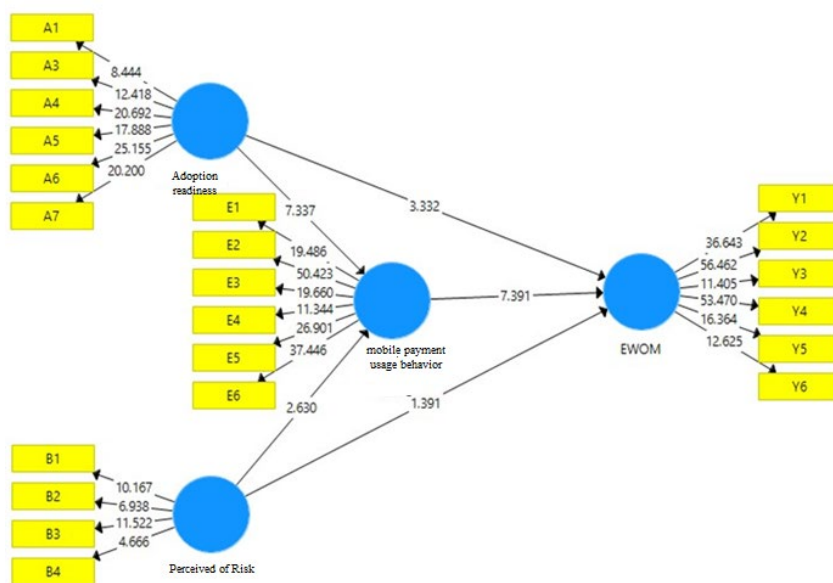 A1
A3
A4
A5
A6
A7
8.444
12.418
20.692
17.888
25.155
20.200
Adoption
readiness
7.337
3.332
E1
E2
E3
E4
E5
E6
19.486
50.423
19.660
11.344
26.901
37.446
mobile payment
usage behavior
7.391
2.630
1.391
EWOM
36.643
56.462
11.405
53.470
16.364
12.625
Y1
Y2
Y3
Y4
Y5
Y6
B1
B2
B3
B4
10.167
6.938
11.522
4.666
Perceived of Risk